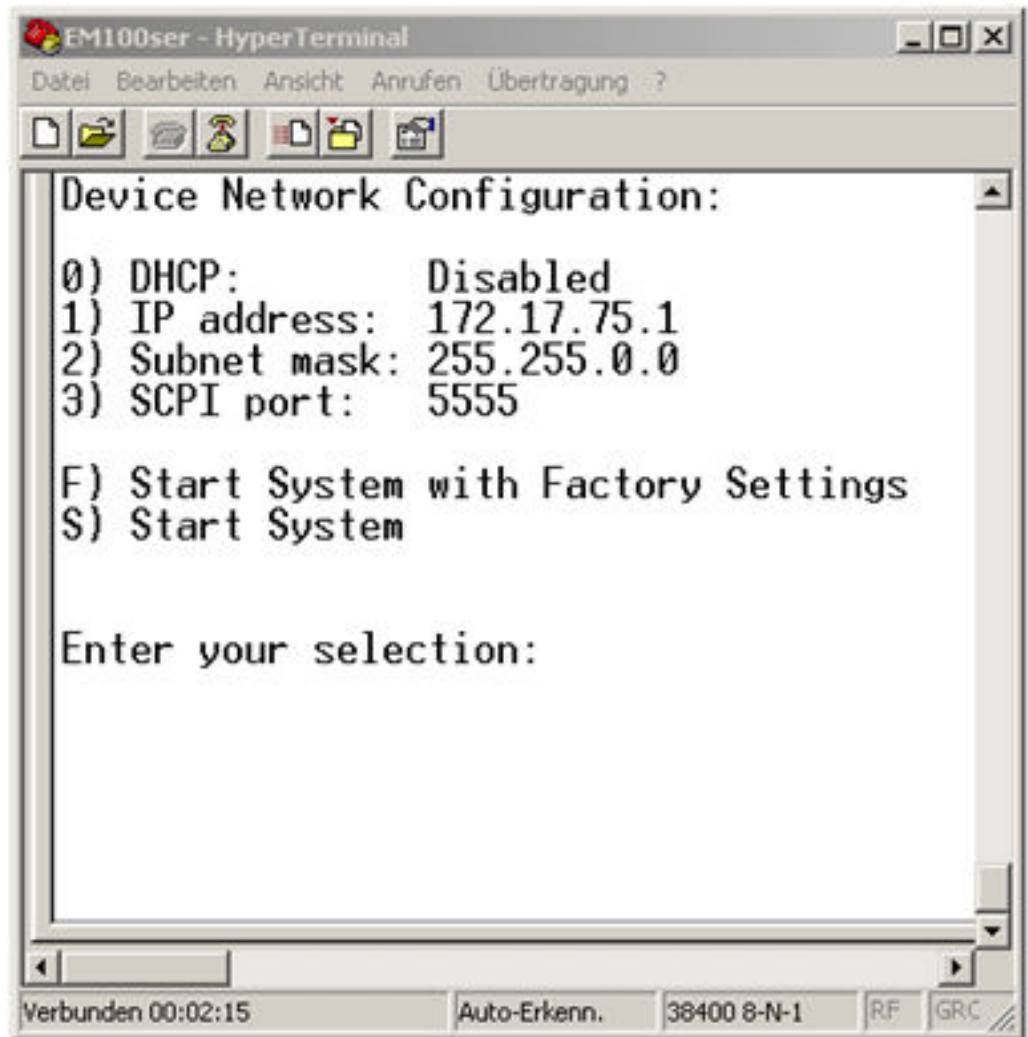 EM100ser - HyperTerminal
Datei Bearbeiten Ansicht Anrufen Übertragung ?
Device Network Configuration:
0) DHCP: Disabled
1) IP address: 172.17.75.1
2) Subnet mask: 255.255.0.0
3) SCPI port: 5555
F) Start System with Factory Settings
S) Start System
Enter your selection:
Verbunden 00:02:15 Auto-Erkenn. 38400 8-N-1 RF GRC